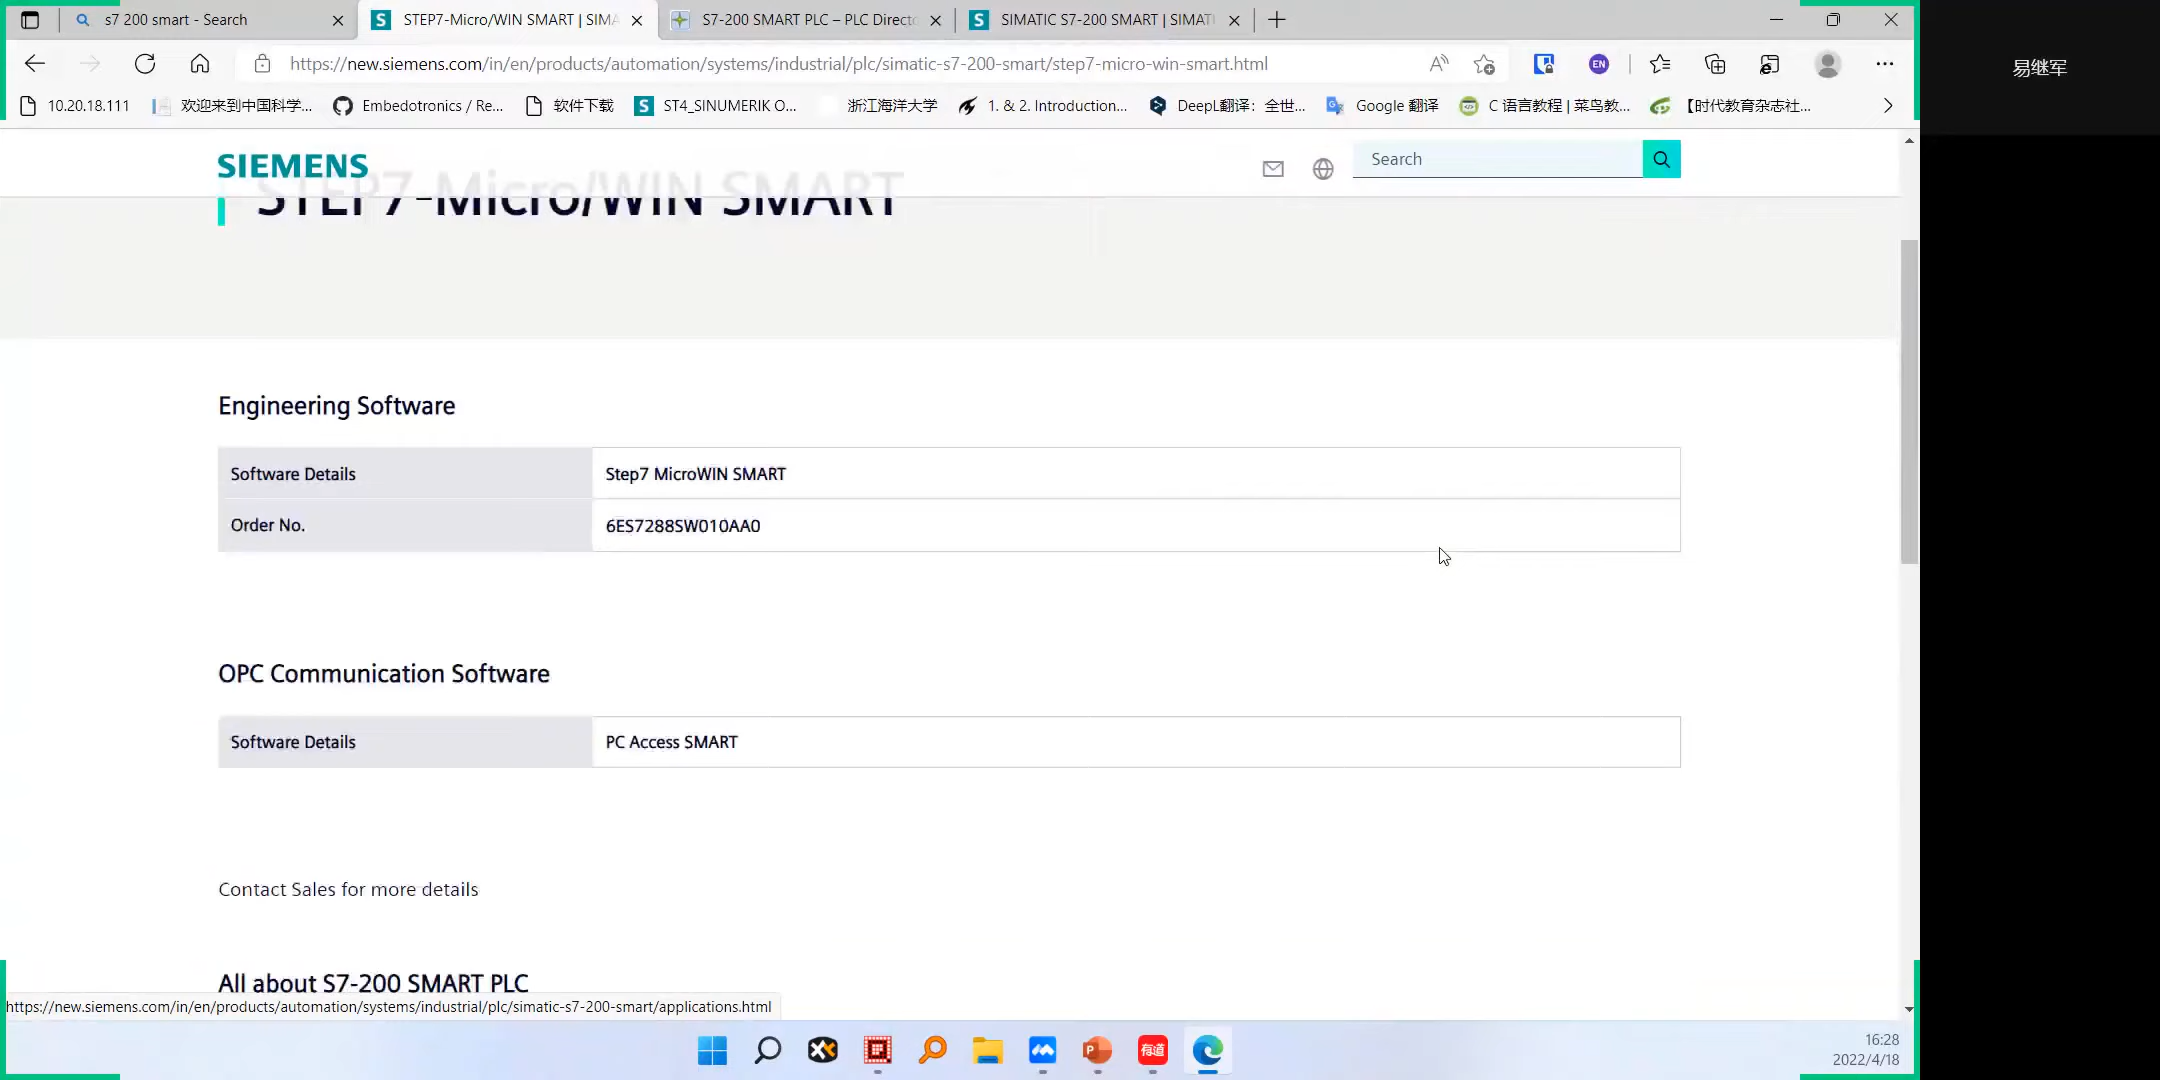 s7 200 smart - Search
STEP7-Micro/WIN SMART | SIMA
S7-200 SMART PLC – PLC Directo
SIMATIC S7-200 SMART | SIMATI
https://new.siemens.com/in/en/products/automation/systems/industrial/plc/simatic-s7-200-smart/step7-micro-win-smart.html
EN
易继军
10.20.18.111
欢迎来到中国科学...
Embedotronics / Re...
软件下载
ST4_SINUMERIK O...
浙江海洋大学
1. & 2. Introduction...
DeepL翻译：全世...
Google 翻译
C 语言教程 | 菜鸟教...
【时代教育杂志社...
SIEMENS
Search
STEP7-Micro/WIN SMART
Engineering Software
Software Details
Step7 MicroWIN SMART
Order No.
6ES7288SW010AA0
OPC Communication Software
Software Details
PC Access SMART
Contact Sales for more details
All about S7-200 SMART PLC
https://new.siemens.com/in/en/products/automation/systems/industrial/plc/simatic-s7-200-smart/applications.html
有道
16:28
2022/4/18